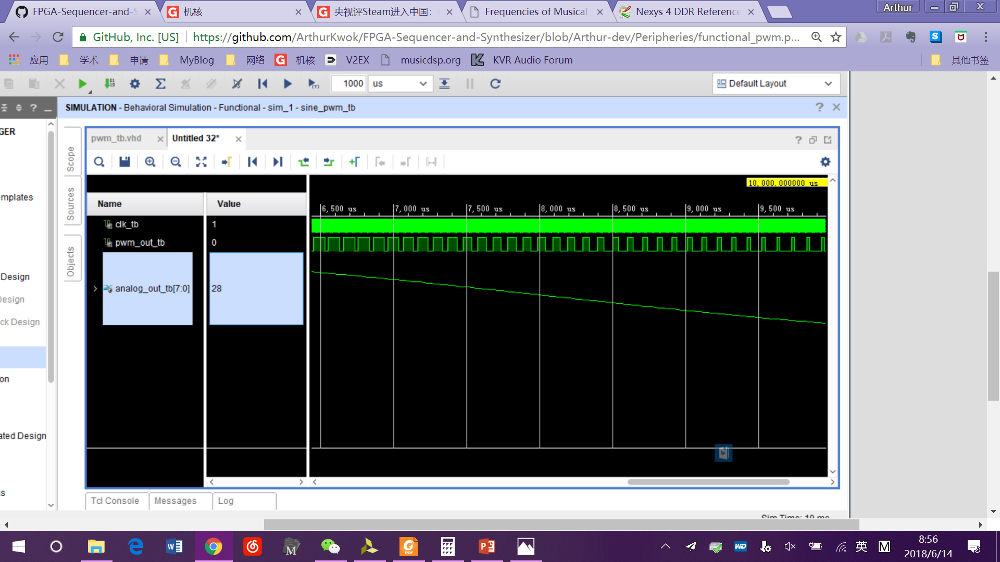 FPGA-Sequencer-and-S
机核
央视评Steam进入中国：
Frequencies of Musical
Nexys 4 DDR Reference
Arthur
GitHub, Inc. [US]
https://github.com/ArthurKwok/FPGA-Sequencer-and-Synthesizer/blob/Arthur-dev/Peripheries/functional_pwm.p...
应用
学术
申请
MyBlog
网络
机核
V2EX
musicdsp.org
KVR Audio Forum
其他书签
1000
us
Default Layout
SIMULATION - Behavioral Simulation - Functional - sim_1 - sine_pwm_tb
GER
pwm_tb.vhd
Untitled 32*
Scope
Sources
Objects
10,000.000000 us
Name
Value
6,500 us
7,000 us
7,500 us
8,000 us
8,500 us
9,000 us
9,500 us
clk_tb
1
pwm_out_tb
0
analog_out_tb[7:0]
28
emplates
Design
Design
ck Design
on
ated Design
is
Tcl Console
Messages
Log
Sim Time: 10 ms
PDF
WD
英
M
8:56
2018/6/14